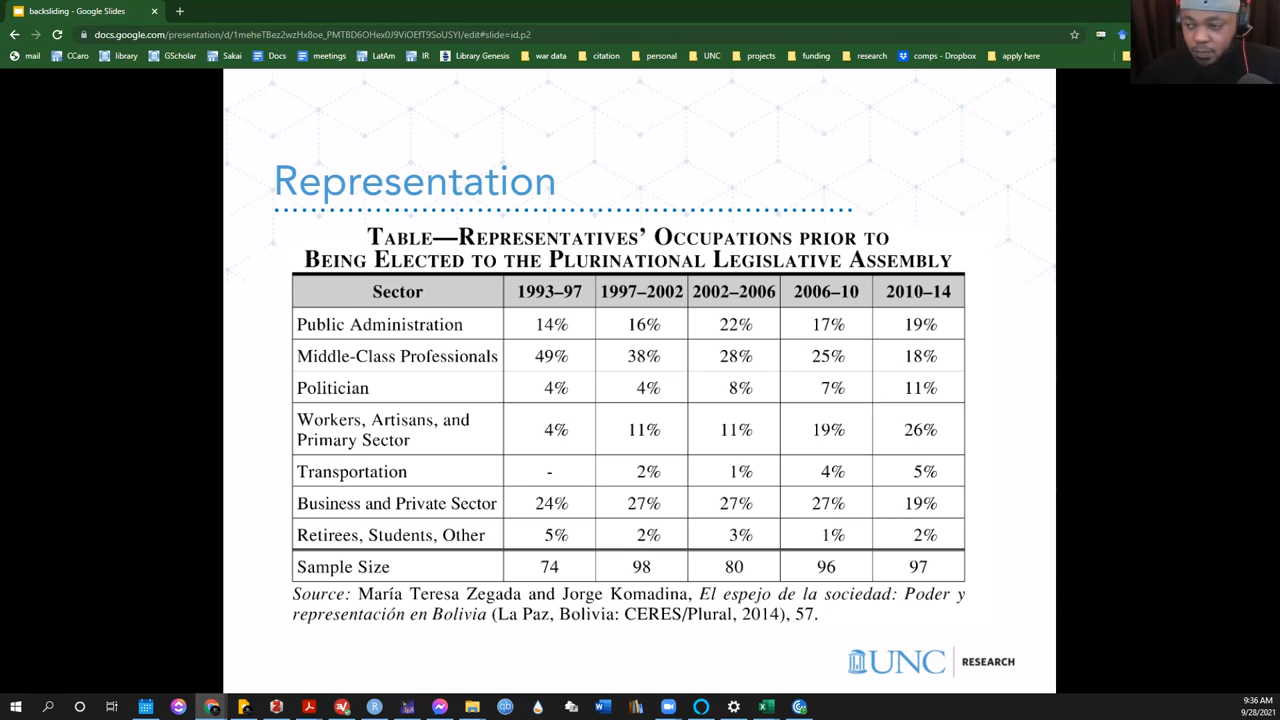 backsliding - Google Slides
docs.google.com/presentation/d/1meheTBez2wzHx8oe_PMTBD6OHex0J9ViOEfT9SoUSYI/edit#slide=id.p2
mail CCaro library GScholar Sakai Docs meetings LatAm IR Library Genesis war data citation personal UNC projects funding research comps - Dropbox apply here
Representation
TABLE—REPRESENTATIVES' OCCUPATIONS PRIOR TO
BEING ELECTED TO THE PLURINATIONAL LEGISLATIVE ASSEMBLY
Sector 1993–97 1997–2002 2002–2006 2006–10 2010–14
Public Administration 14% 16% 22% 17% 19%
Middle-Class Professionals 49% 38% 28% 25% 18%
Politician 4% 4% 8% 7% 11%
Workers, Artisans, and
Primary Sector 4% 11% 11% 19% 26%
Transportation - 2% 1% 4% 5%
Business and Private Sector 24% 27% 27% 27% 19%
Retirees, Students, Other 5% 2% 3% 1% 2%
Sample Size 74 98 80 96 97
Source: María Teresa Zegada and Jorge Komadina, El espejo de la sociedad: Poder y
representación en Bolivia (La Paz, Bolivia: CERES/Plural, 2014), 57.
UNC RESEARCH
9:36 AM
9/28/2021